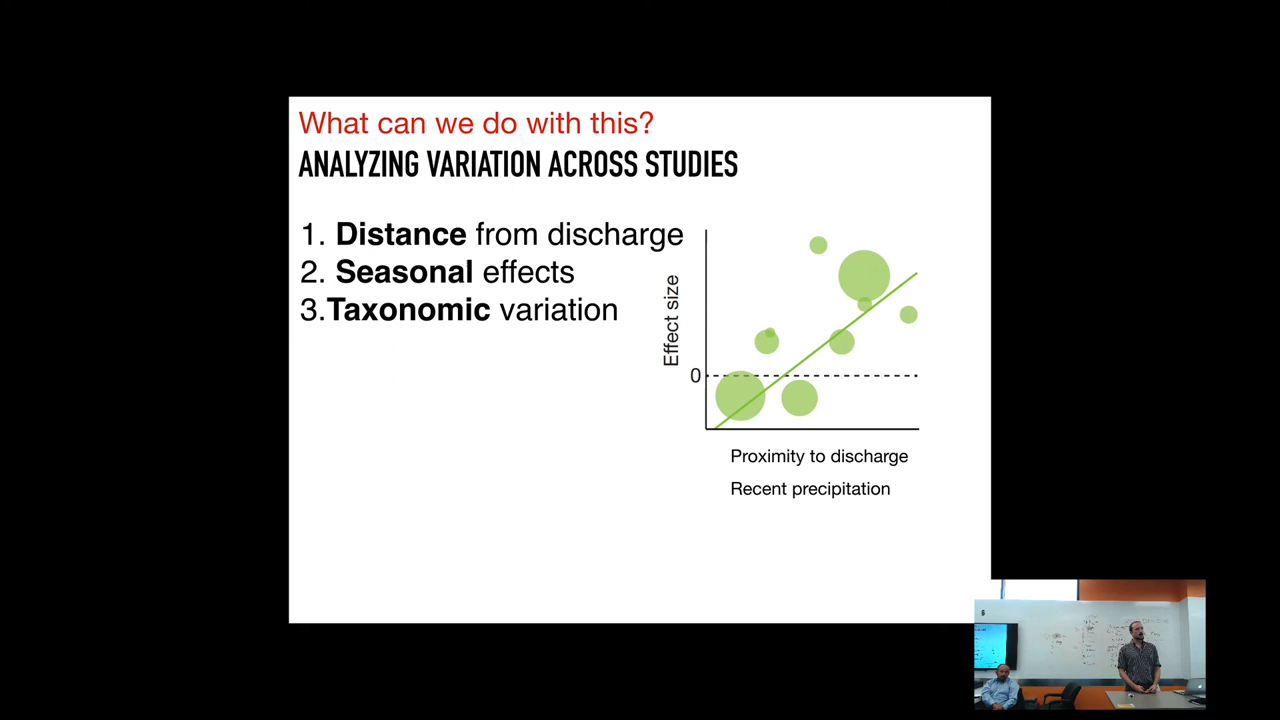 What can we do with this?
ANALYZING VARIATION ACROSS STUDIES
1. Distance from discharge
2. Seasonal effects
3.Taxonomic variation
Effect size
0
Proximity to discharge
Recent precipitation